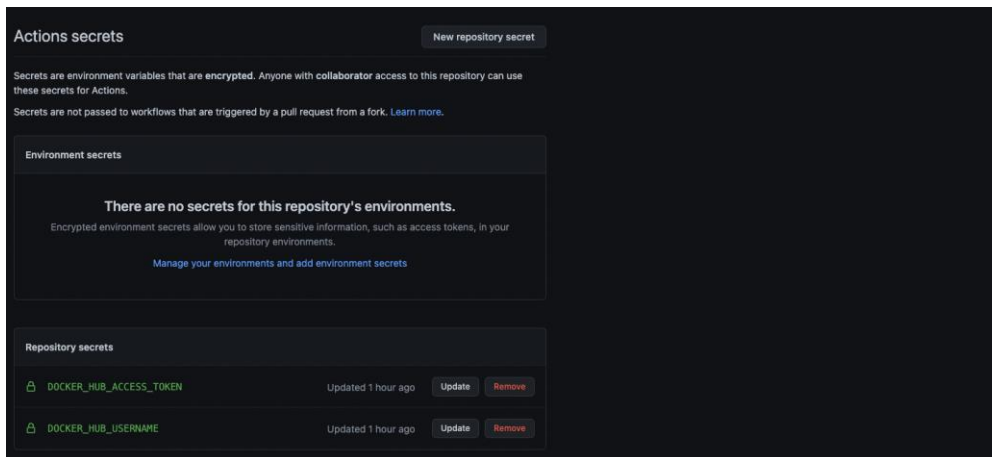 Actions secrets
New repository secret
Secrets are environment variables that are encrypted. Anyone with collaborator access to this repository can use
these secrets for Actions.
Secrets are not passed to workflows that are triggered by a pull request from a fork. Learn more.
Environment secrets
There are no secrets for this repository's environments.
Encrypted environment secrets allow you to store sensitive information, such as access tokens, in your
repository environments.
Manage your environments and add environment secrets
Repository secrets
DOCKER_HUB_ACCESS_TOKEN Updated 1 hour ago Update Remove
DOCKER_HUB_USERNAME Updated 1 hour ago Update Remove